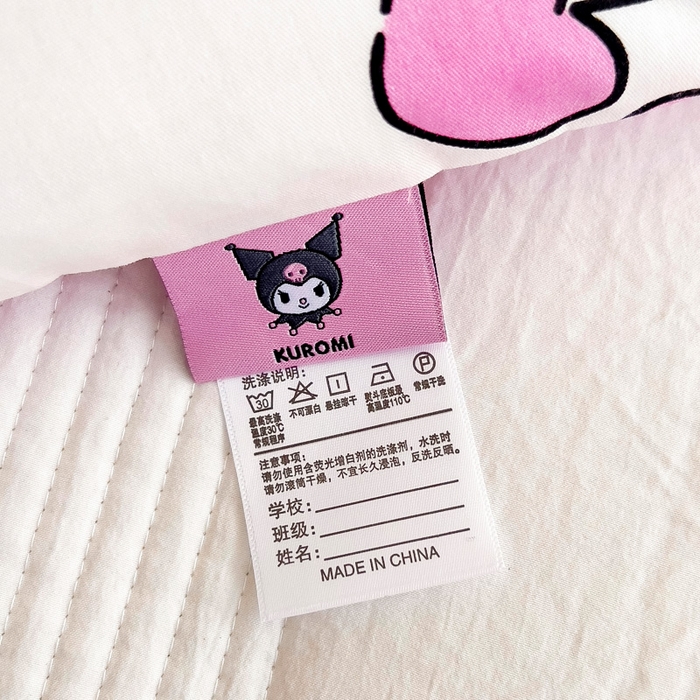 KUROMI
洗涤说明:
30
P
最高洗涤
温度30℃
常规程序
不可漂白
悬挂晾干
熨斗底板最
高温度110℃
常规干洗
注意事项:
请勿使用含荧光增白剂的洗涤剂，水洗时
请勿滚筒干燥，不宜长久浸泡，反洗反晒。
学校:
班级:
姓名:
MADE IN CHINA